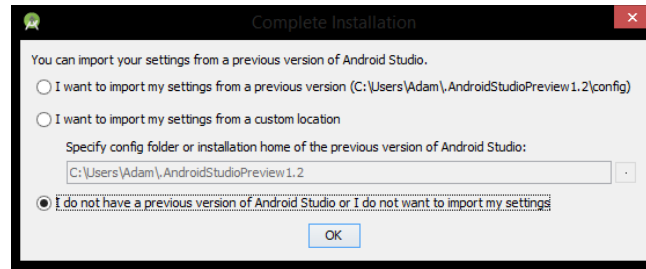 Complete Installation
You can import your settings from a previous version of Android Studio.
I want to import my settings from a previous version (C:\Users\Adam\.AndroidStudioPreview1.2\config)
I want to import my settings from a custom location
Specify config folder or installation home of the previous version of Android Studio:
C:\Users\Adam\.AndroidStudioPreview1.2
.
I do not have a previous version of Android Studio or I do not want to import my settings
OK